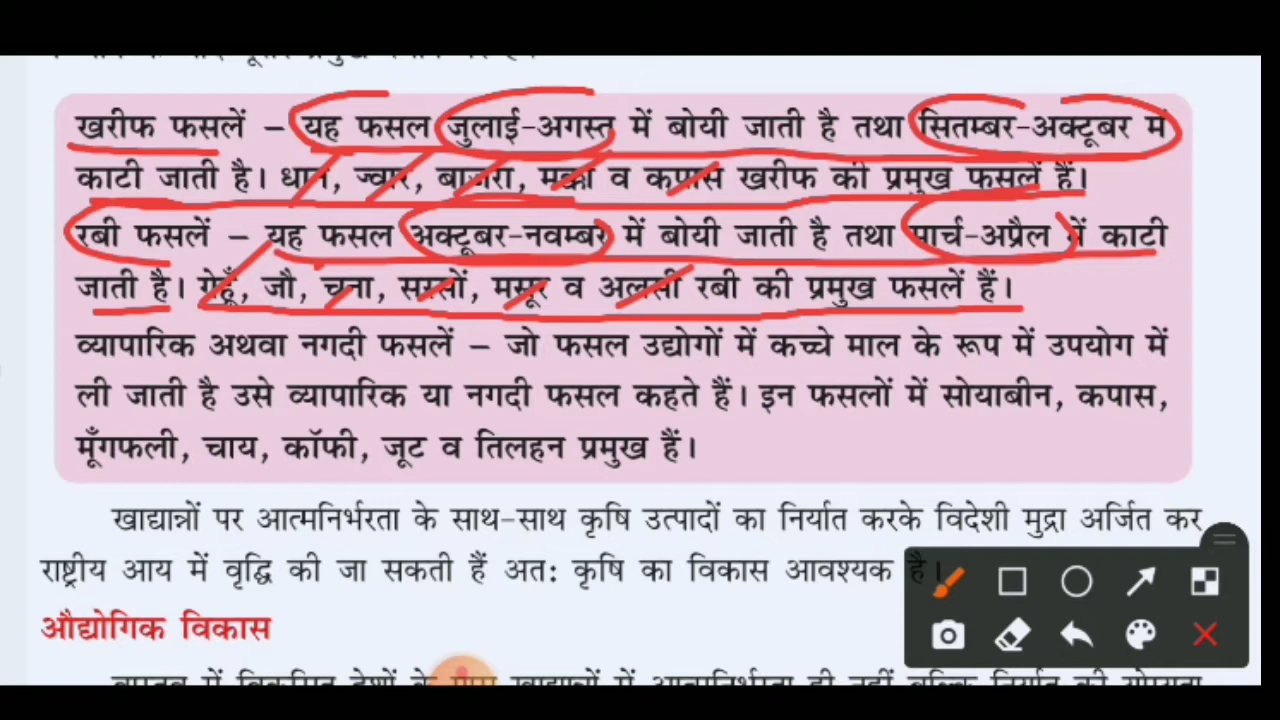 खरीफ फसलें – यह फसल जुलाई-अगस्त में बोयी जाती है तथा सितम्बर-अक्टूबर में
काटी जाती है। धान, ज्वार, बाजरा, मक्का व कपास खरीफ की प्रमुख फसलें हैं।
रबी फसलें – यह फसल अक्टूबर-नवम्बर में बोयी जाती है तथा मार्च-अप्रैल में काटी
जाती है। गेहूँ, जौ, चना, सरसों, मसूर व अलसी रबी की प्रमुख फसलें हैं।
व्यापारिक अथवा नगदी फसलें – जो फसल उद्योगों में कच्चे माल के रूप में उपयोग में
ली जाती है उसे व्यापारिक या नगदी फसल कहते हैं। इन फसलों में सोयाबीन, कपास,
मूँगफली, चाय, कॉफी, जूट व तिलहन प्रमुख हैं।
खाद्यान्नों पर आत्मनिर्भरता के साथ-साथ कृषि उत्पादों का निर्यात करके विदेशी मुद्रा अर्जित कर
राष्ट्रीय आय में वृद्धि की जा सकती हैं अत: कृषि का विकास आवश्यक है।
औद्योगिक विकास